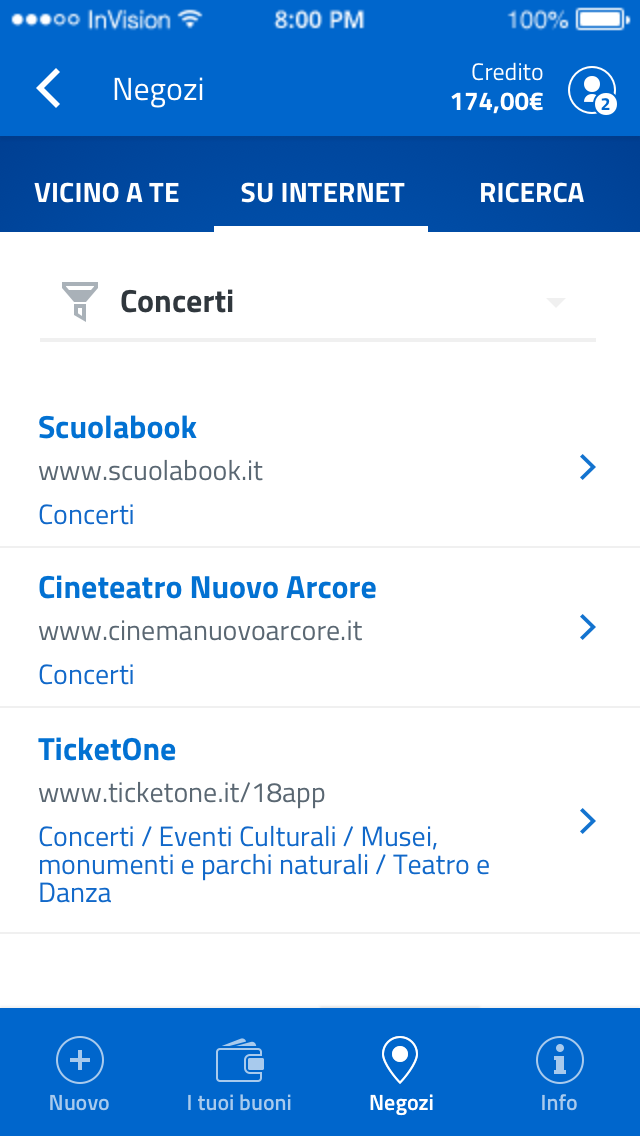 InVision 8:00 PM 100%
Negozi
Credito
174,00€
2
VICINO A TE SU INTERNET RICERCA
Concerti
Scuolabook
www.scuolabook.it
Concerti
Cineteatro Nuovo Arcore
www.cinemanuovoarcore.it
Concerti
TicketOne
www.ticketone.it/18app
Concerti / Eventi Culturali / Musei,
monumenti e parchi naturali / Teatro e
Danza
Nuovo I tuoi buoni Negozi Info